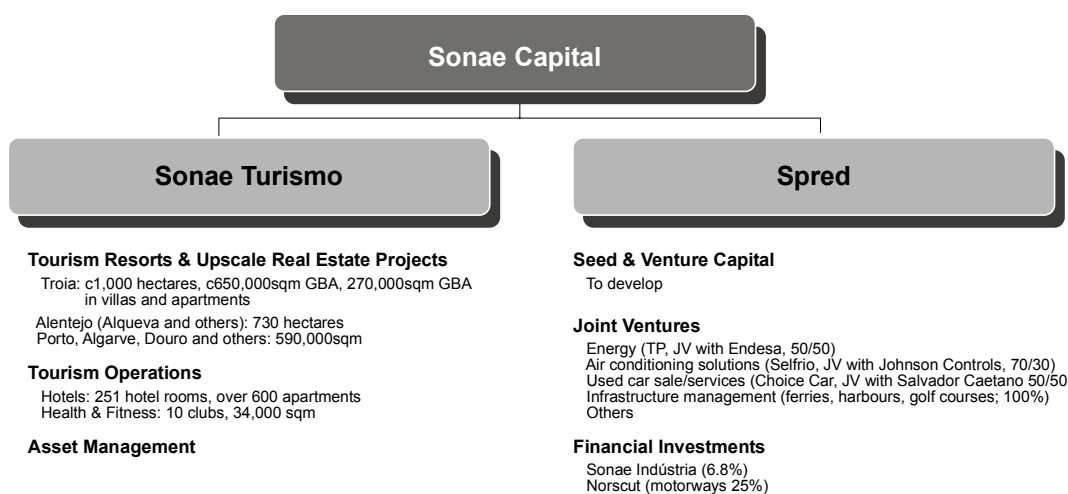 Sonae Capital
Sonae Turismo
Tourism Resorts & Upscale Real Estate Projects
Troia: c1,000 hectares, c650,000sqm GBA, 270,000sqm GBA
in villas and apartments
Alentejo (Alqueva and others): 730 hectares
Porto, Algarve, Douro and others: 590,000sqm
Tourism Operations
Hotels: 251 hotel rooms, over 600 apartments
Health & Fitness: 10 clubs, 34,000 sqm
Asset Management
Spred
Seed & Venture Capital
To develop
Joint Ventures
Energy (TP, JV with Endesa, 50/50)
Air conditioning solutions (Selfrio, JV with Johnson Controls, 70/30)
Used car sale/services (Choice Car, JV with Salvador Caetano 50/50
Infrastructure management (ferries, harbours, golf courses; 100%)
Others
Financial Investments
Sonae Indústria (6.8%)
Norscut (motorways 25%)